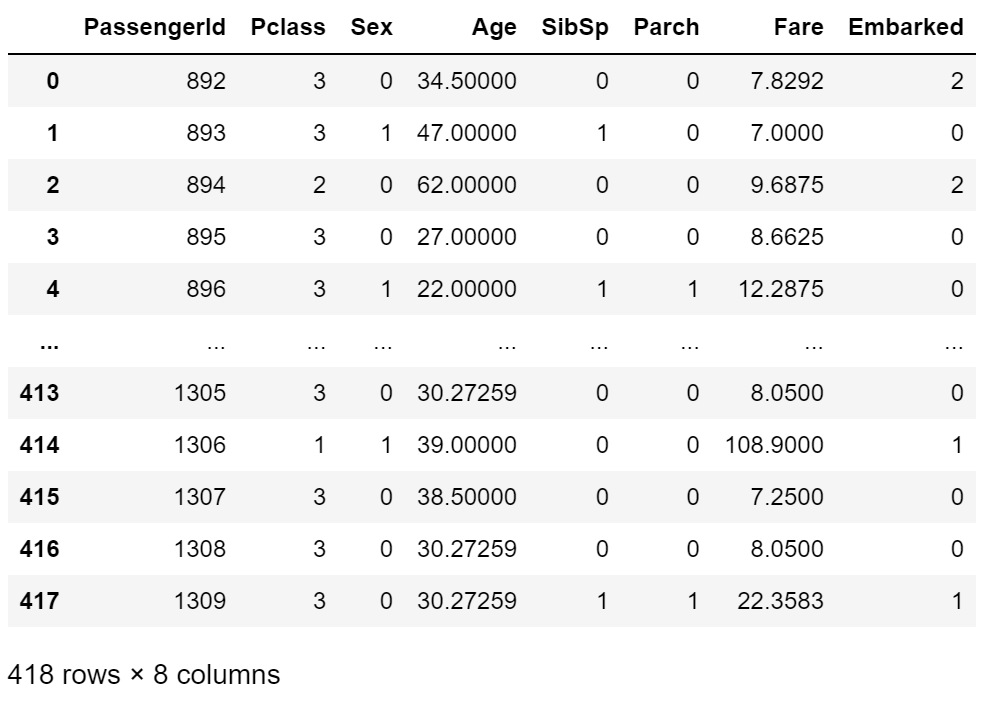 PassengerId Pclass Sex Age SibSp Parch Fare Embarked
0 892 3 0 34.50000 0 0 7.8292 2
1 893 3 1 47.00000 1 0 7.0000 0
2 894 2 0 62.00000 0 0 9.6875 2
3 895 3 0 27.00000 0 0 8.6625 0
4 896 3 1 22.00000 1 1 12.2875 0
... ... ... ... ... ... ... ... ...
413 1305 3 0 30.27259 0 0 8.0500 0
414 1306 1 1 39.00000 0 0 108.9000 1
415 1307 3 0 38.50000 0 0 7.2500 0
416 1308 3 0 30.27259 0 0 8.0500 0
417 1309 3 0 30.27259 1 1 22.3583 1
418 rows × 8 columns